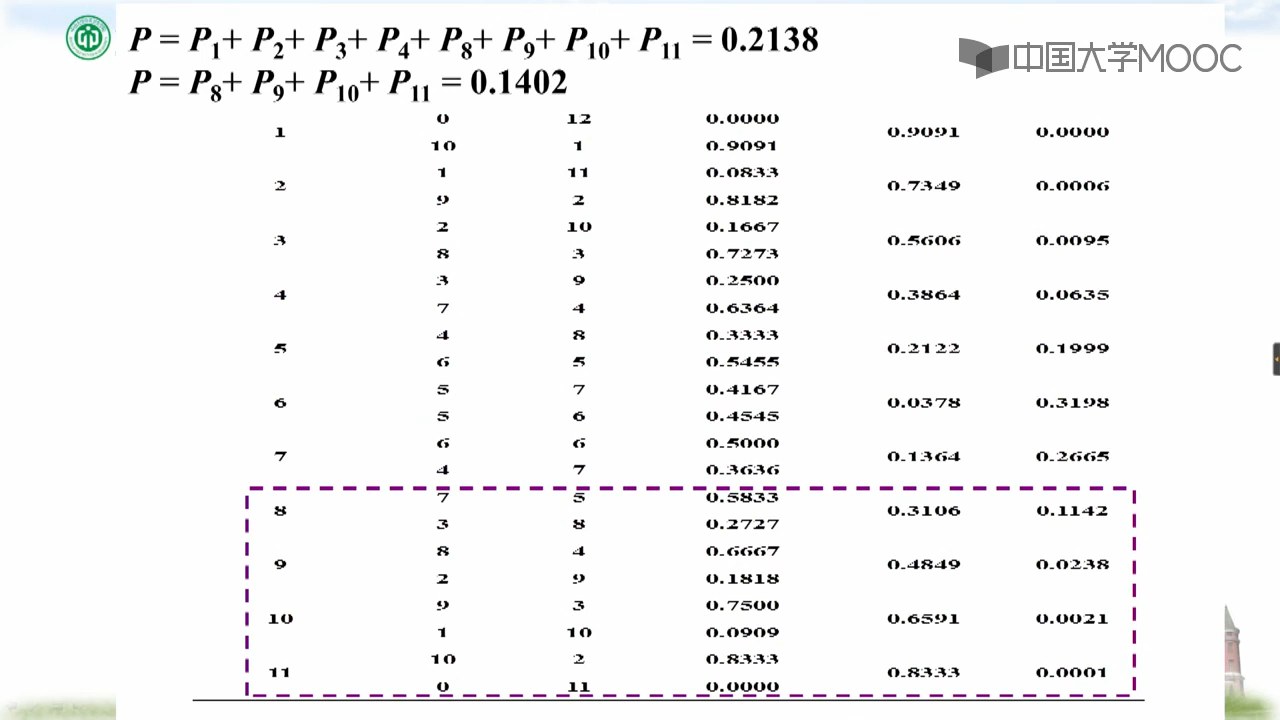 P = P1+ P2+ P3+ P4+ P8+ P9+ P10+ P11 = 0.2138
中国大学MOOC
P = P8+ P9+ P10+ P11 = 0.1402
0 12 0.0000
1 0.9091 0.0000
10 1 0.9091
1 11 0.0833
2 0.7349 0.0006
9 2 0.8182
2 10 0.1667
3 0.5606 0.0095
8 3 0.7273
3 9 0.2500
4 0.3864 0.0635
7 4 0.6364
4 8 0.3333
5 0.2122 0.1999
6 5 0.5455
5 7 0.4167
6 0.0378 0.3198
5 6 0.4545
6 6 0.5000
7 0.1364 0.2665
4 7 0.3636
7 5 0.5833
8 0.3106 0.1142
3 8 0.2727
8 4 0.6667
9 0.4849 0.0238
2 9 0.1818
9 3 0.7500
10 0.6591 0.0021
1 10 0.0909
10 2 0.8333
11 0.8333 0.0001
0 11 0.0000